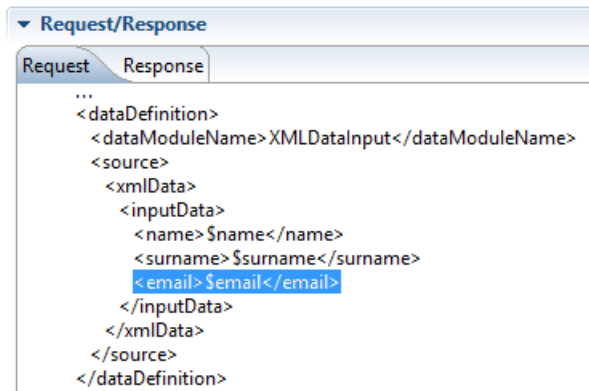 Request/Response
Request Response
...
<dataDefinition>
<dataModuleName>XMLDataInput</dataModuleName>
<source>
<xmlData>
<inputData>
<name>$name</name>
<surname>$surname</surname>
<email>$email</email>
</inputData>
</xmlData>
</source>
</dataDefinition>